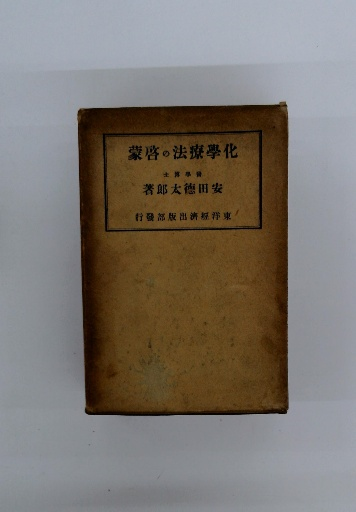 化學療法の啓蒙
醫學博士
安田德太郎著
東洋經濟出版部發行